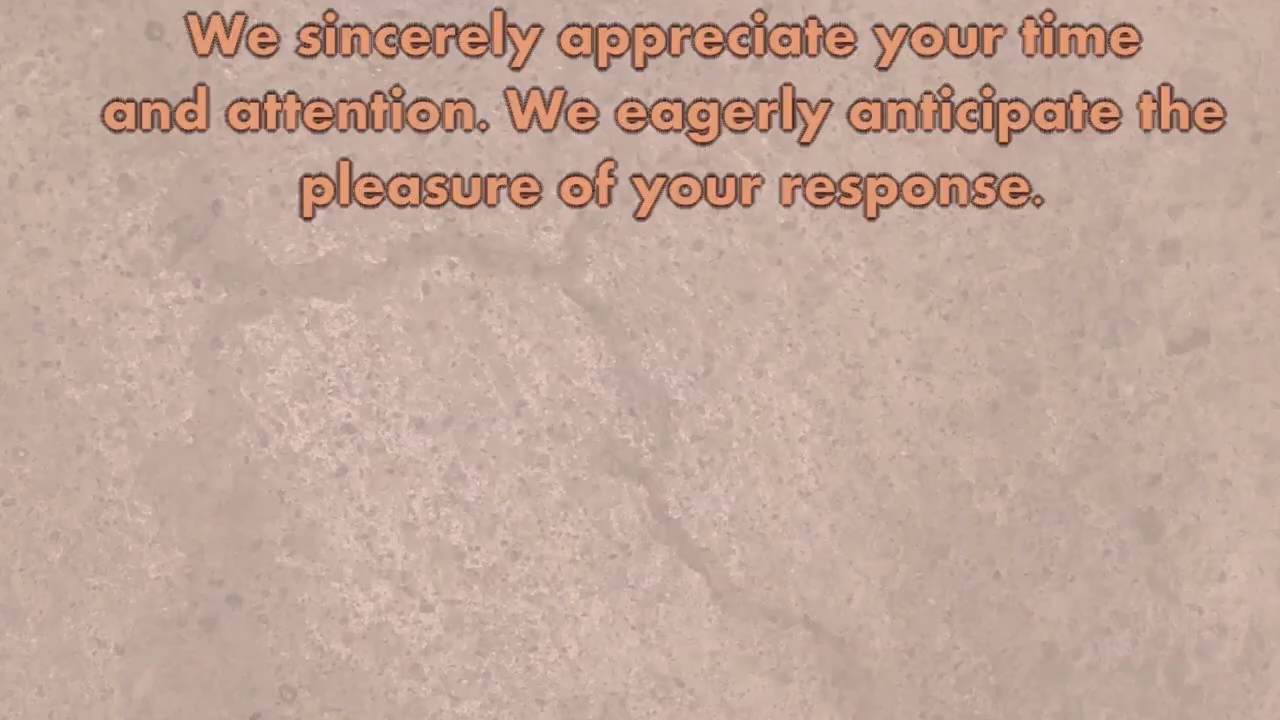 We sincerely appreciate your time
and attention. We eagerly anticipate the
pleasure of your response.